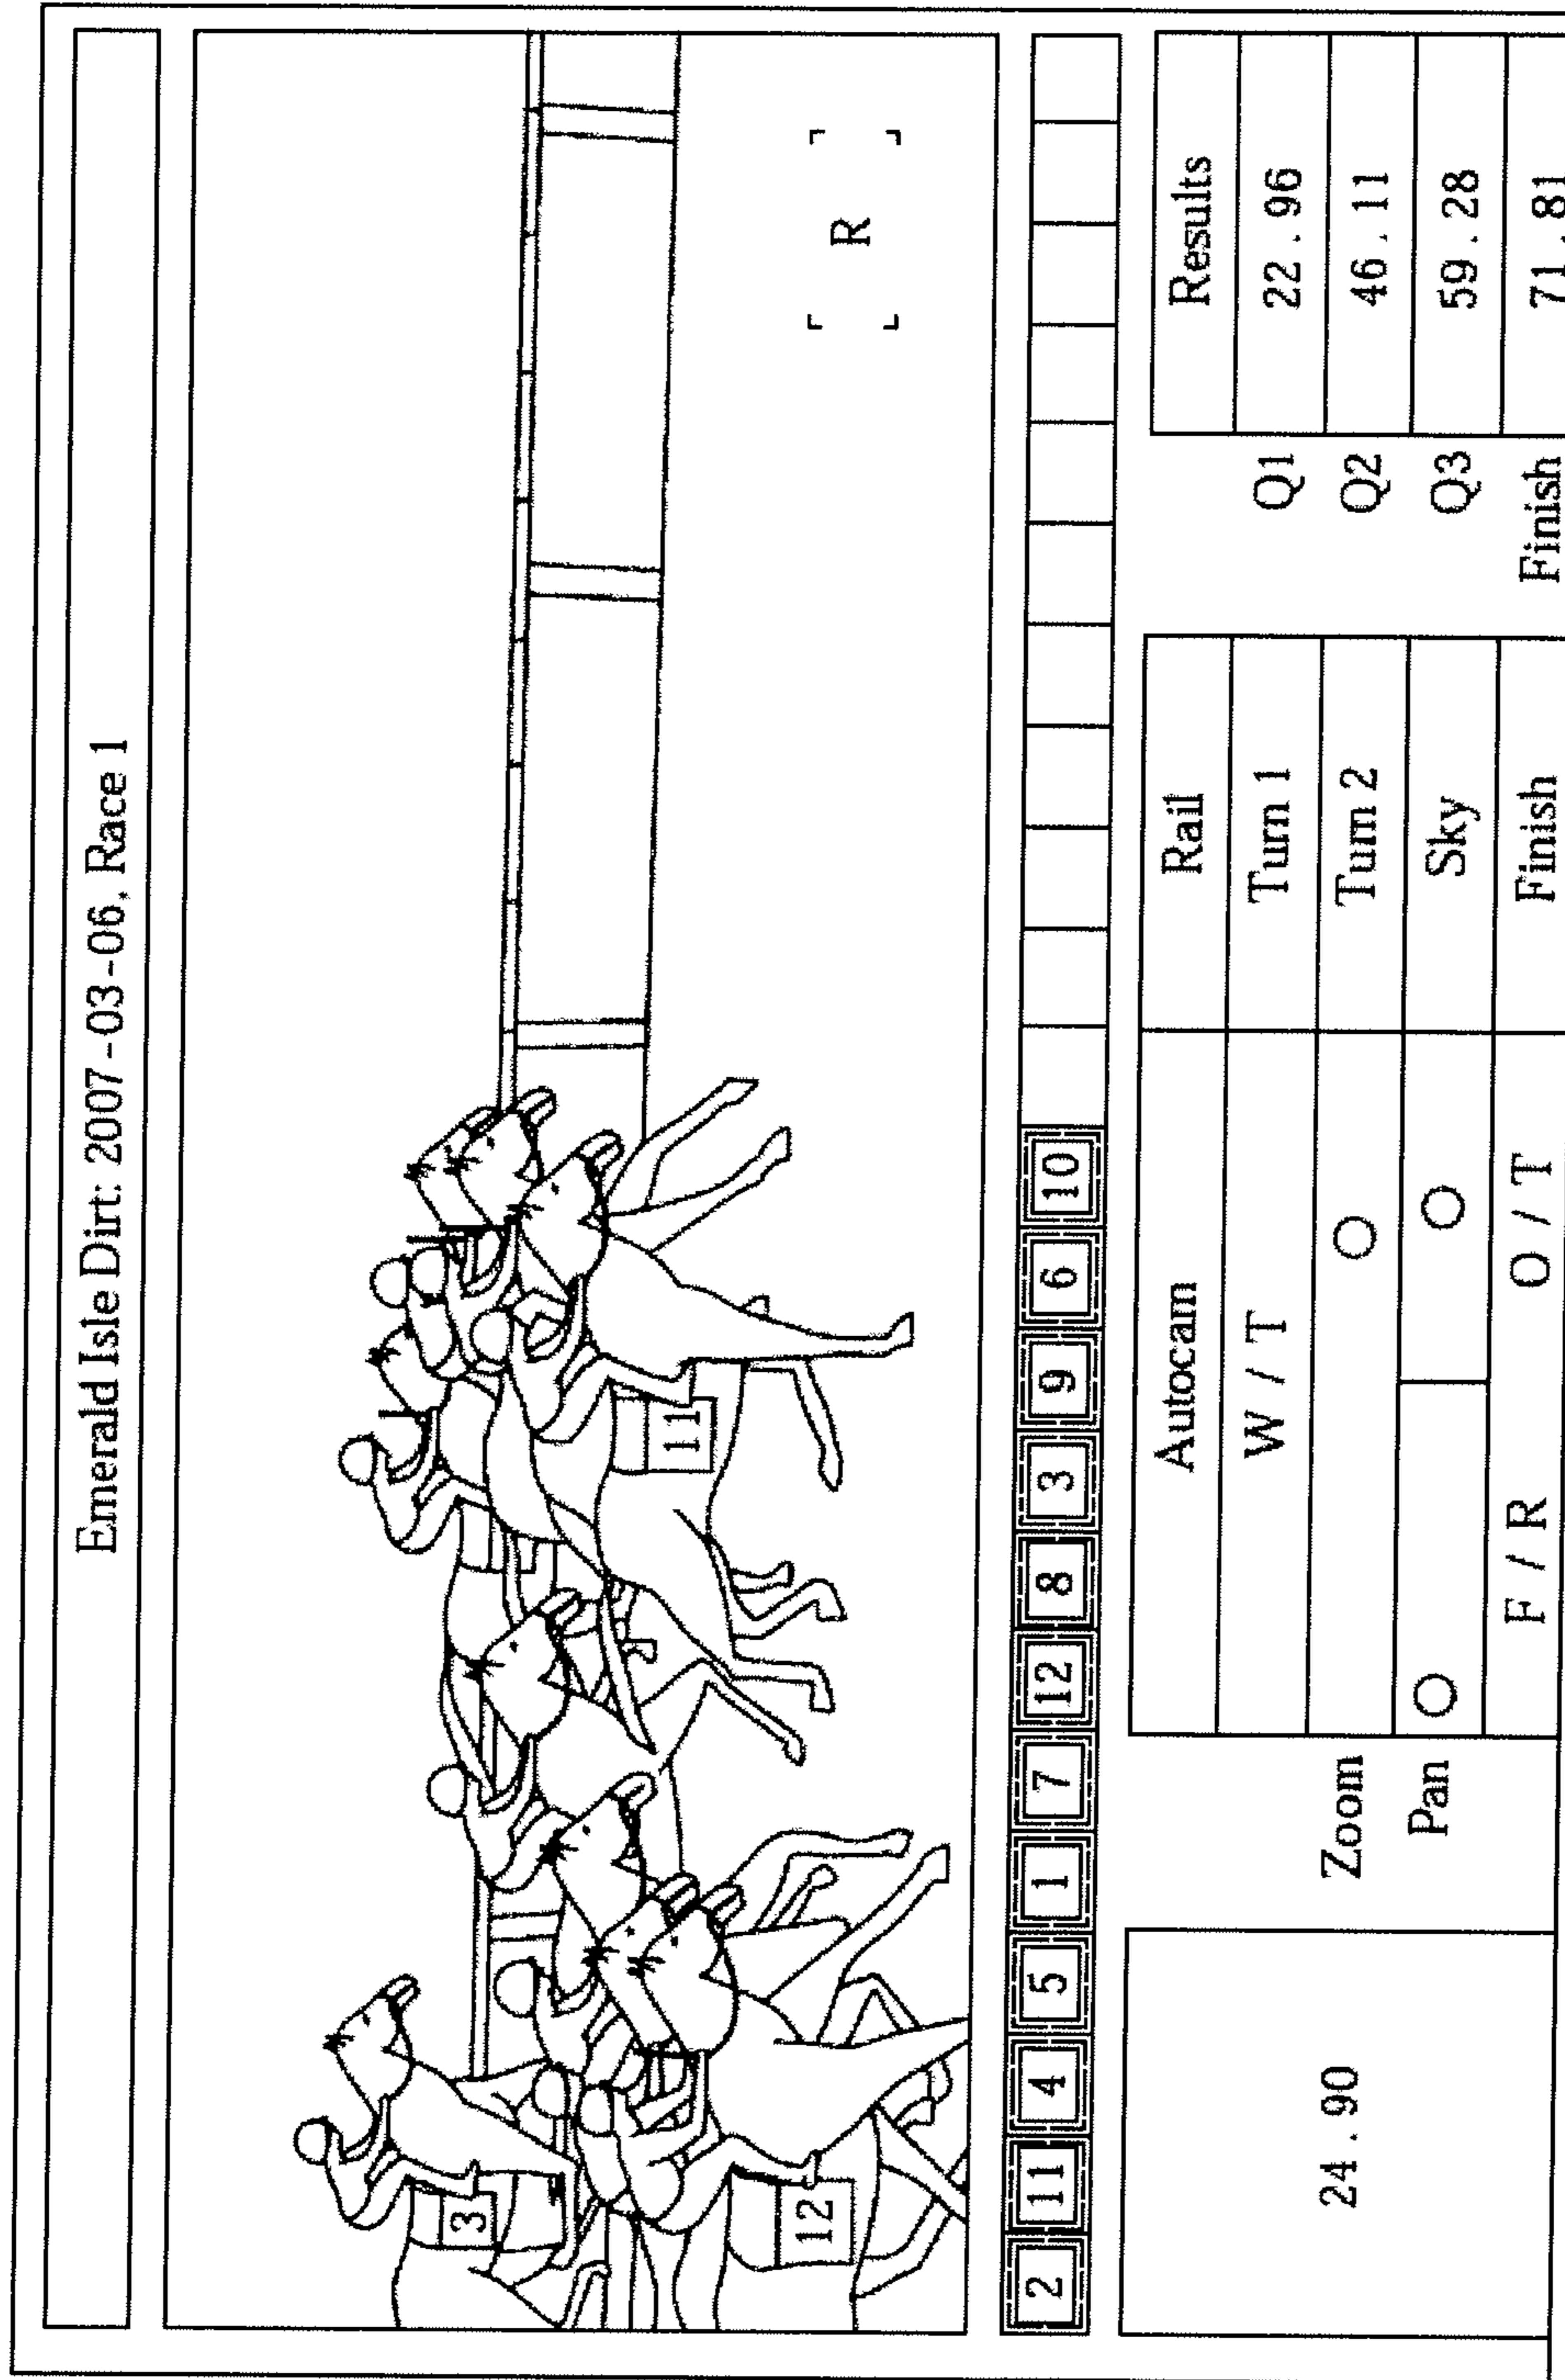 Emerald Isle Dirt: 2007-03-06, Race 1
3
12
11
R
2 11 4 5 1 7 12 8 3 9 6 10
24.90
Autocam Rail Results
W / T Turn 1 Q1 22.96
Zoom Turn 2 Q2 46.11
Pan Sky Q3 59.28
F / R O / T Finish Finish 71.81